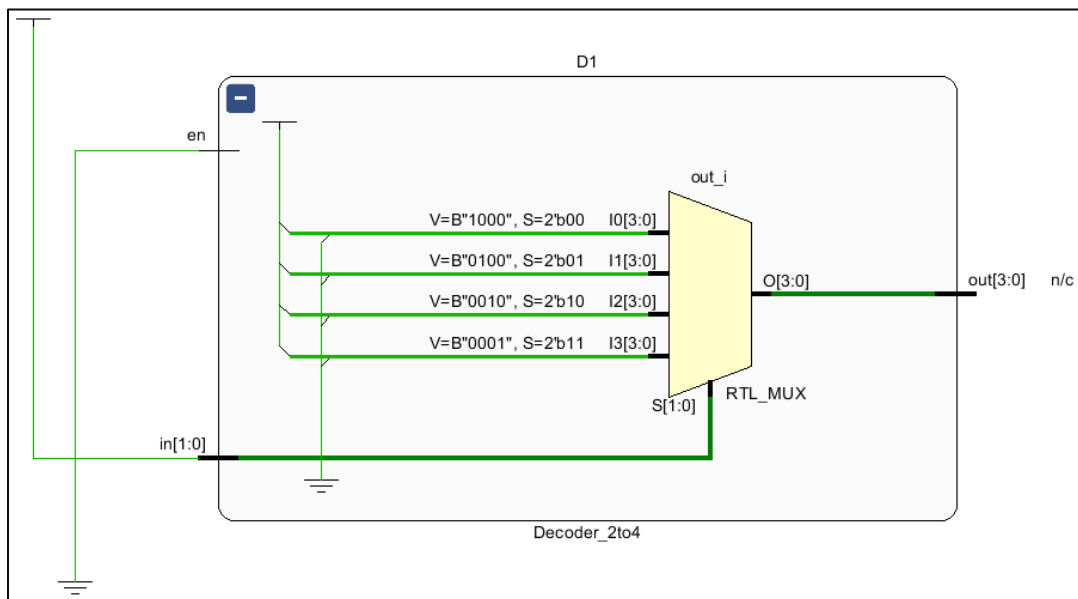 D1
en
out_i
V=B"1000", S=2'b00 I0[3:0]
V=B"0100", S=2'b01 I1[3:0]
V=B"0010", S=2'b10 I2[3:0]
V=B"0001", S=2'b11 I3[3:0]
O[3:0]
out[3:0] n/c
S[1:0]
RTL_MUX
in[1:0]
Decoder_2to4